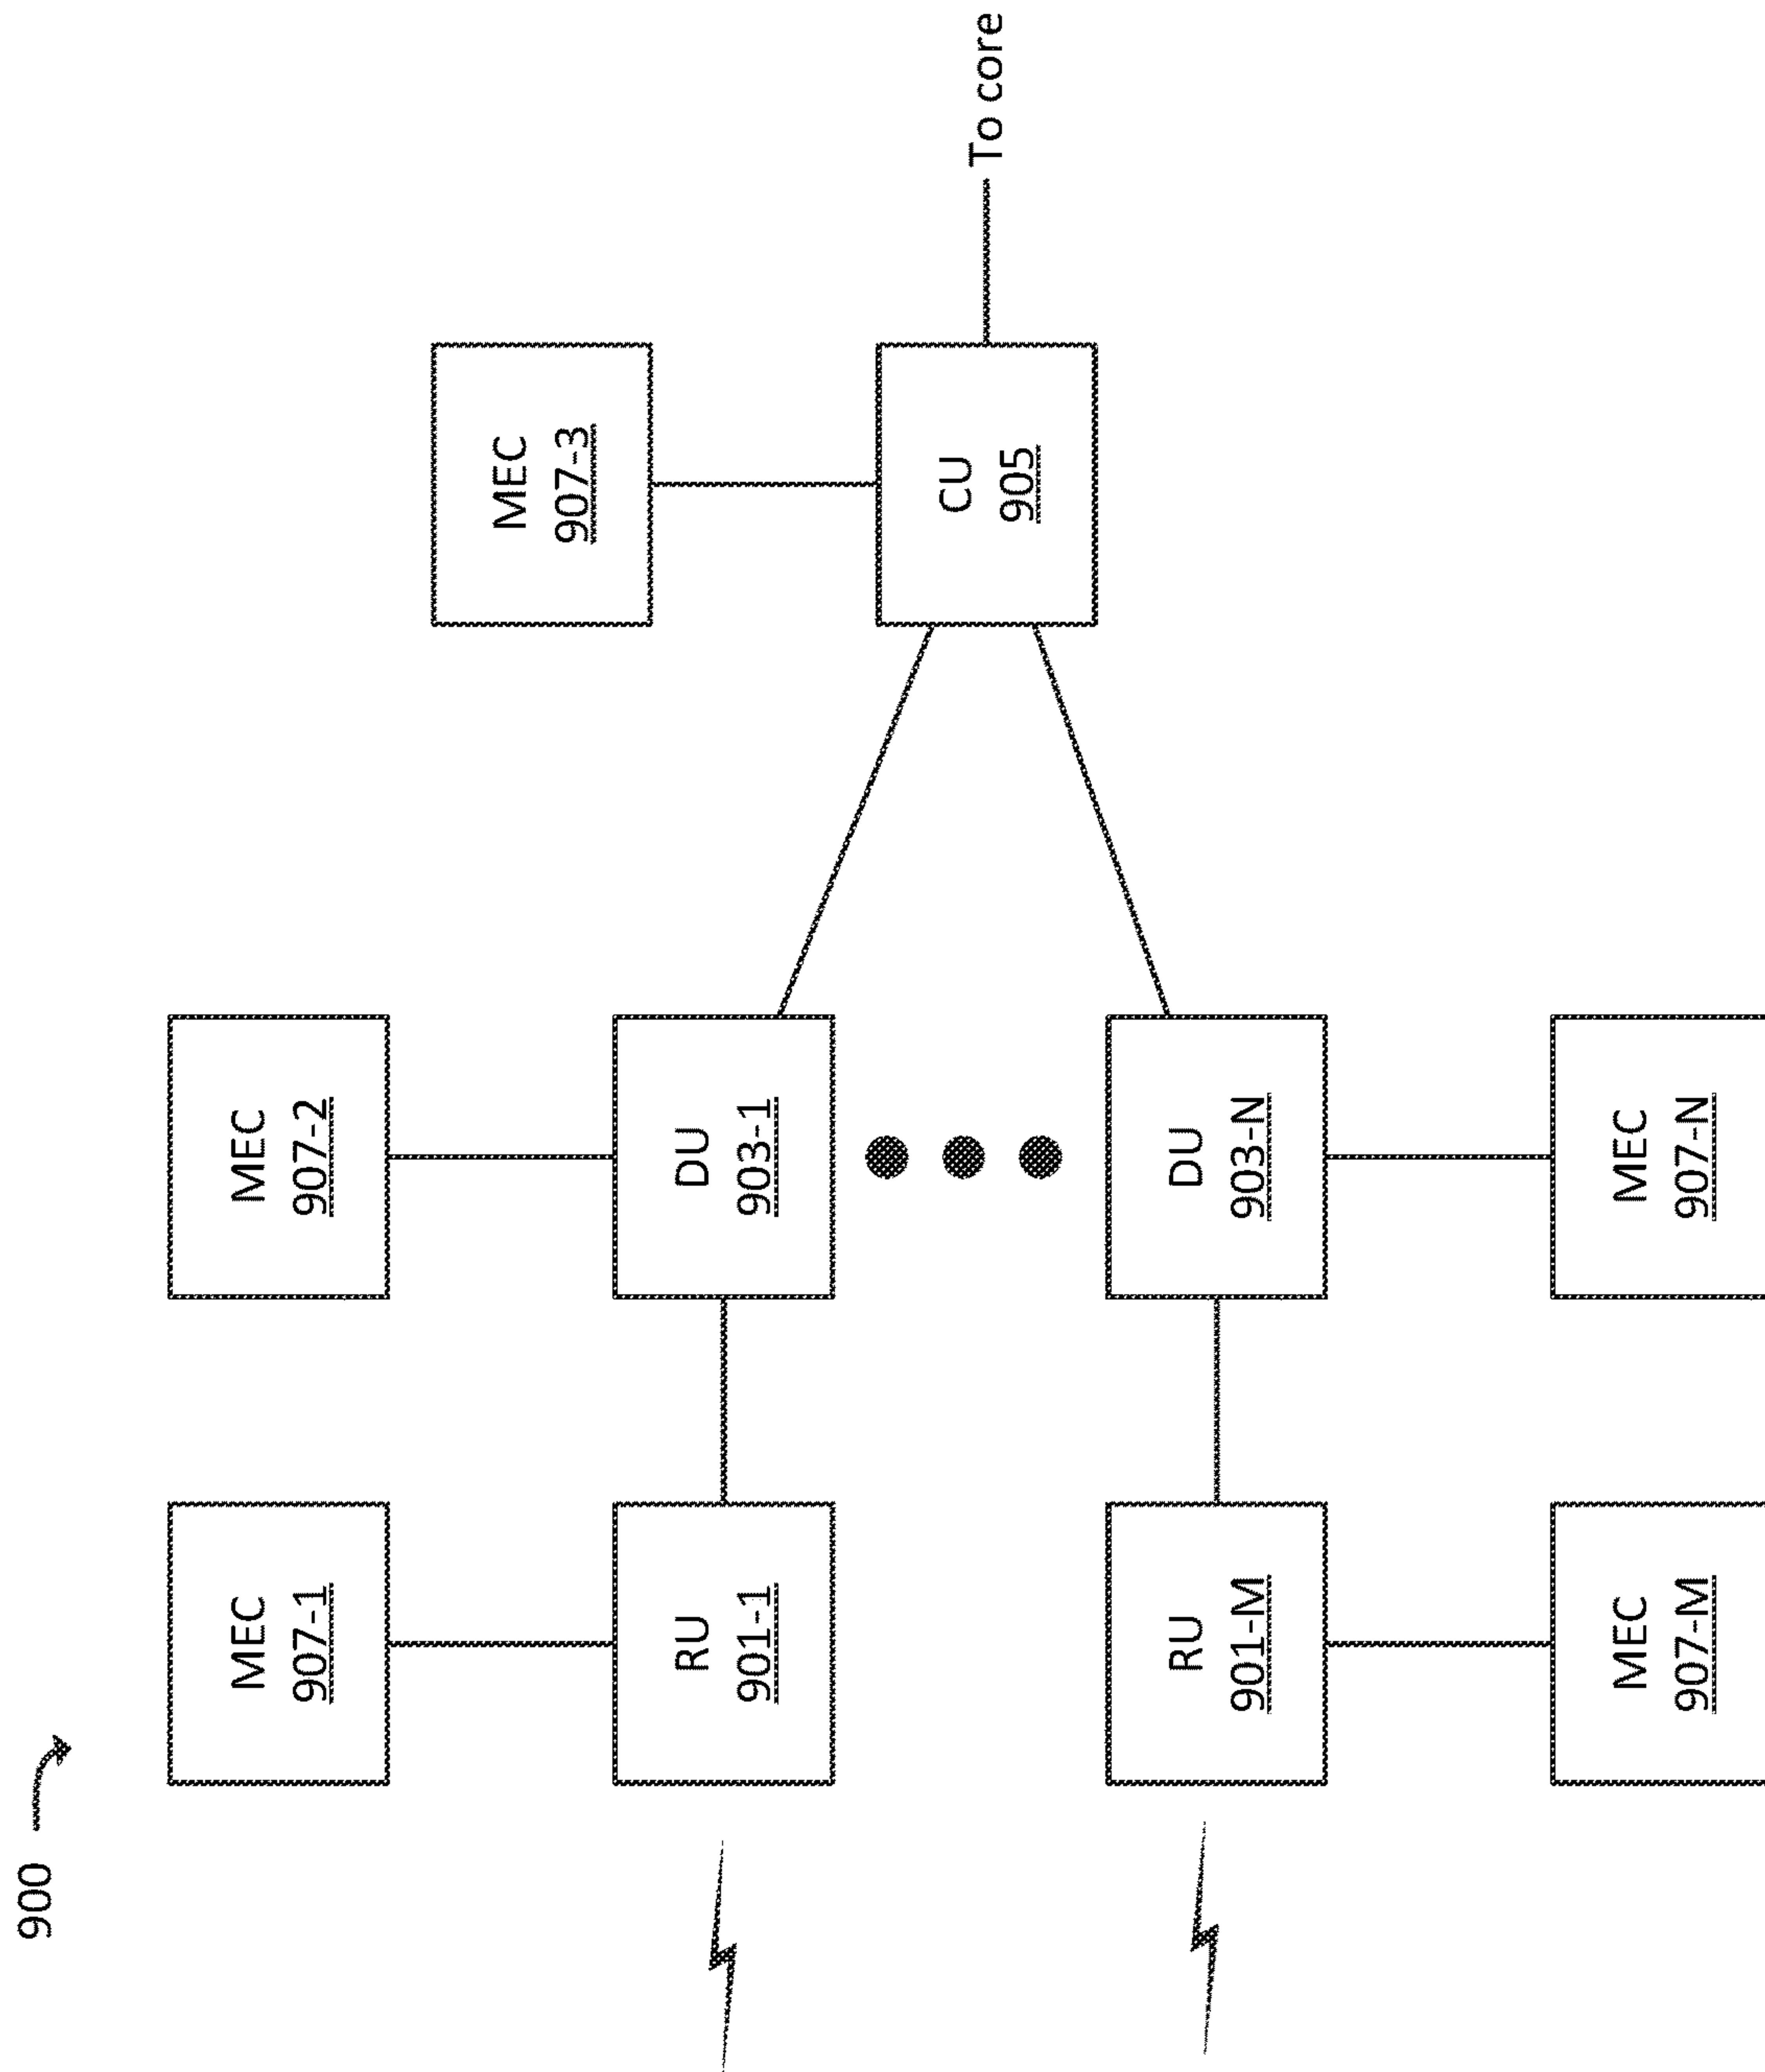 900
MEC
907-1
MEC
907-2
MEC
907-3
RU
901-1
DU
903-1
CU
905
To core
RU
901-M
DU
903-N
MEC
907-M
MEC
907-N